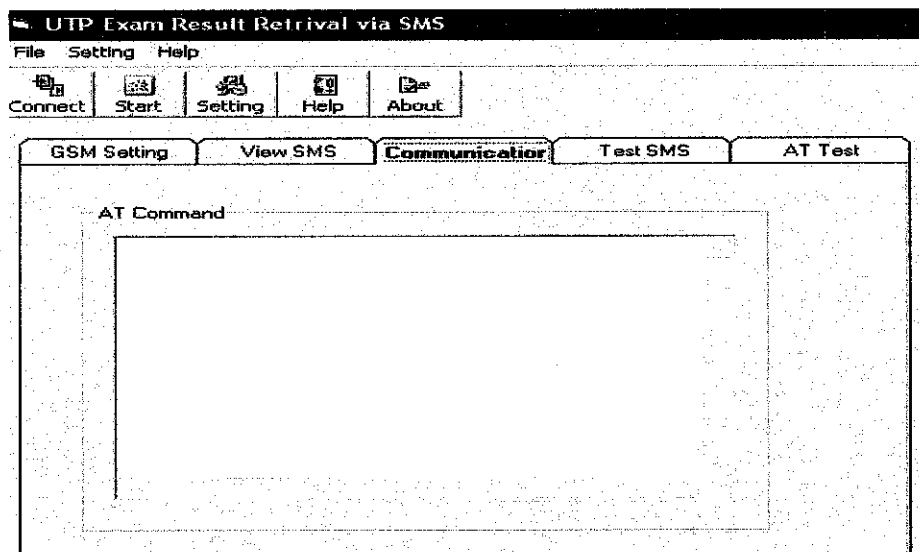 UTP Exam Result Retrival via SMS
File Setting Help
Connect Start Setting Help About
GSM Setting View SMS Communication Test SMS AT Test
AT Command